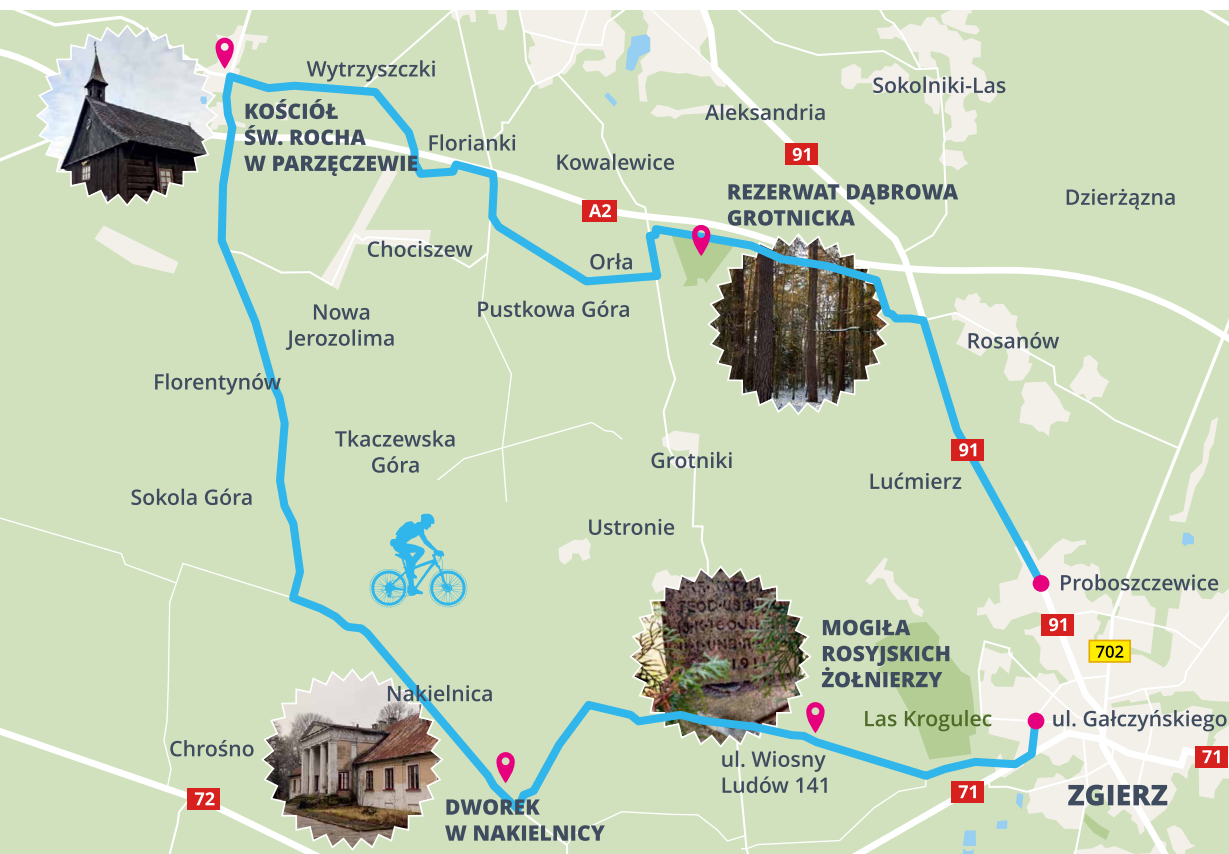 Wytrzyszczki
Sokolniki-Las
KOŚCIÓŁ
ŚW. ROCHA
W PARZĘCZEWIE
Aleksandria
Florianki
91
Kowalewice
REZERWAT DĄBROWA
GROTNICKA
Dzierżązna
A2
Chociszew
Orła
Pustkowa Góra
Nowa
Jerozolima
Rosanów
Florentynów
Tkaczewska
Góra
91
Grotniki
Lućmierz
Sokola Góra
Ustronie
Proboszczewice
91
702
MOGIŁA
ROSYJSKICH
ŻOŁNIERZY
Nakielnica
Las Krogulec
ul. Gałczyńskiego
Chrośno
ul. Wiosny
Ludów 141
71
71
72
ZGIERZ
DWOREK
W NAKIELNICY